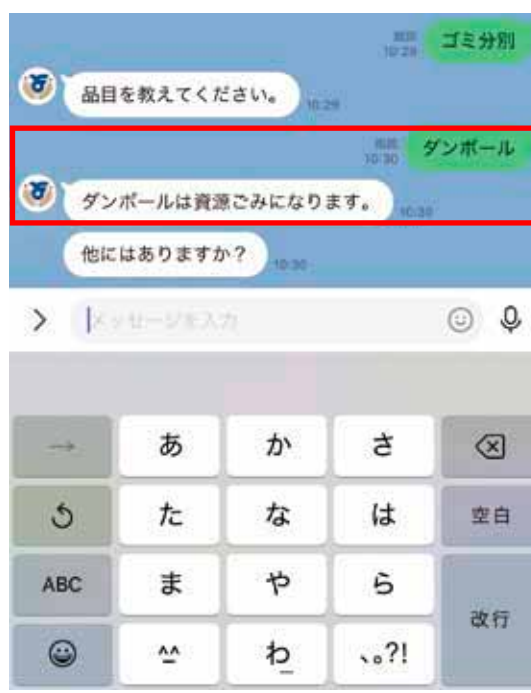 ゴミ分別
既読
10:29
品目を教えてください。
10:29
ダンボール
既読
10:30
ダンボールは資源ごみになります。
10:30
他にはありますか?
10:30
メッセージを入力
→
あ
か
さ
た
な
は
空白
ABC
ま
や
ら
改行
^^
わ
、。?!